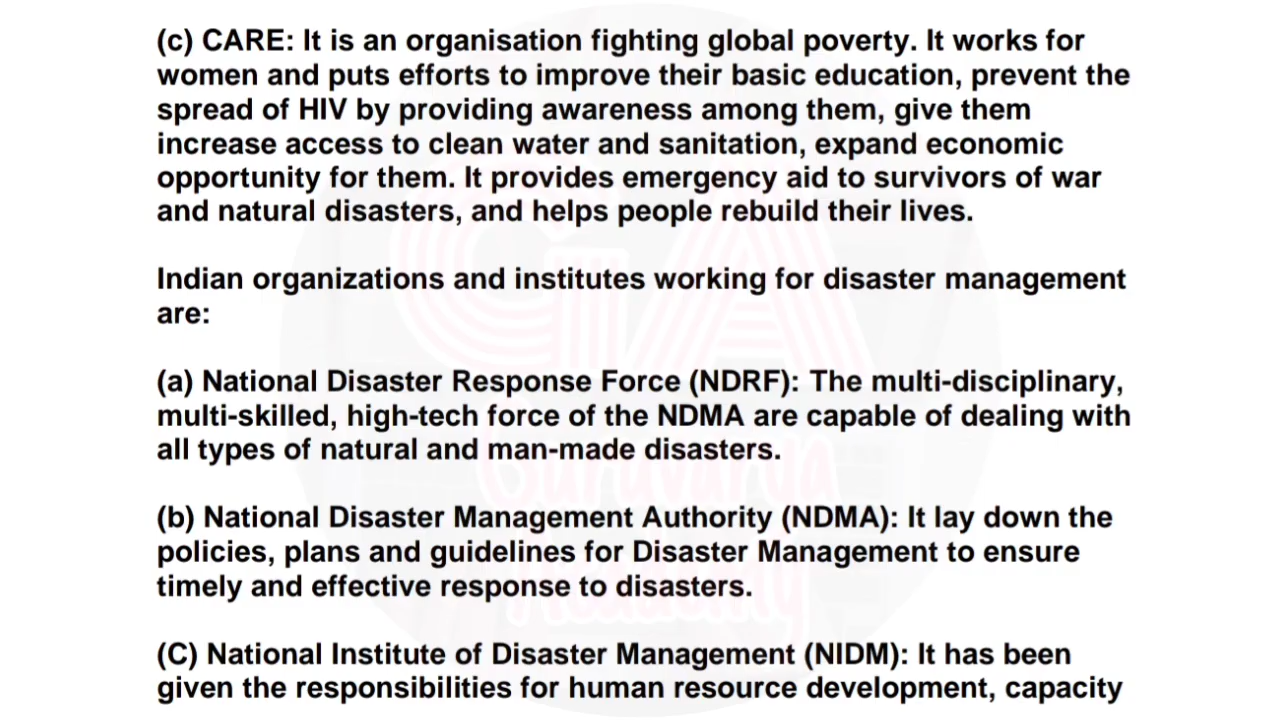 (c) CARE: It is an organisation fighting global poverty. It works for
women and puts efforts to improve their basic education, prevent the
spread of HIV by providing awareness among them, give them
increase access to clean water and sanitation, expand economic
opportunity for them. It provides emergency aid to survivors of war
and natural disasters, and helps people rebuild their lives.
Indian organizations and institutes working for disaster management
are:
(a) National Disaster Response Force (NDRF): The multi-disciplinary,
multi-skilled, high-tech force of the NDMA are capable of dealing with
all types of natural and man-made disasters.
(b) National Disaster Management Authority (NDMA): It lay down the
policies, plans and guidelines for Disaster Management to ensure
timely and effective response to disasters.
(C) National Institute of Disaster Management (NIDM): It has been
given the responsibilities for human resource development, capacity
GA
Academy